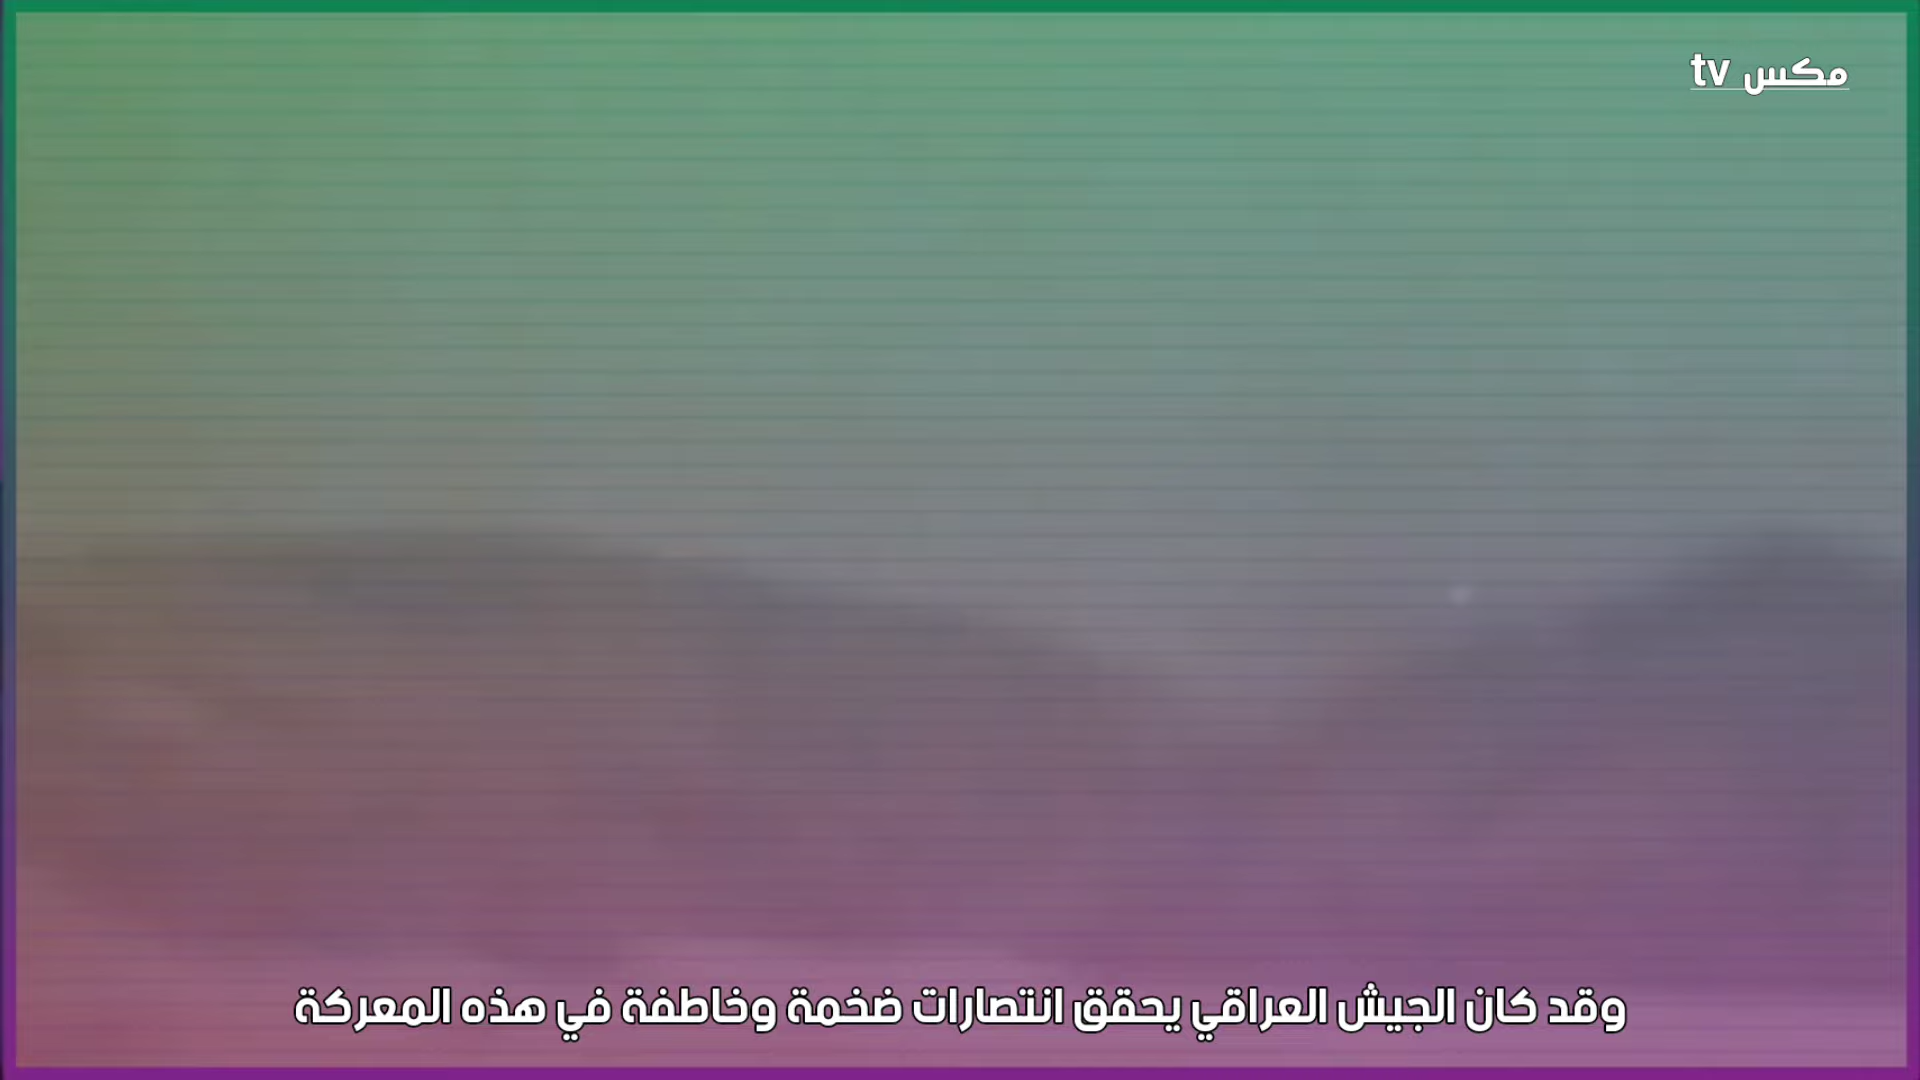 مكس tv
وقد كان الجيش العراقي يحقق انتصارات ضخمة وخاطفة في هذه المعركة